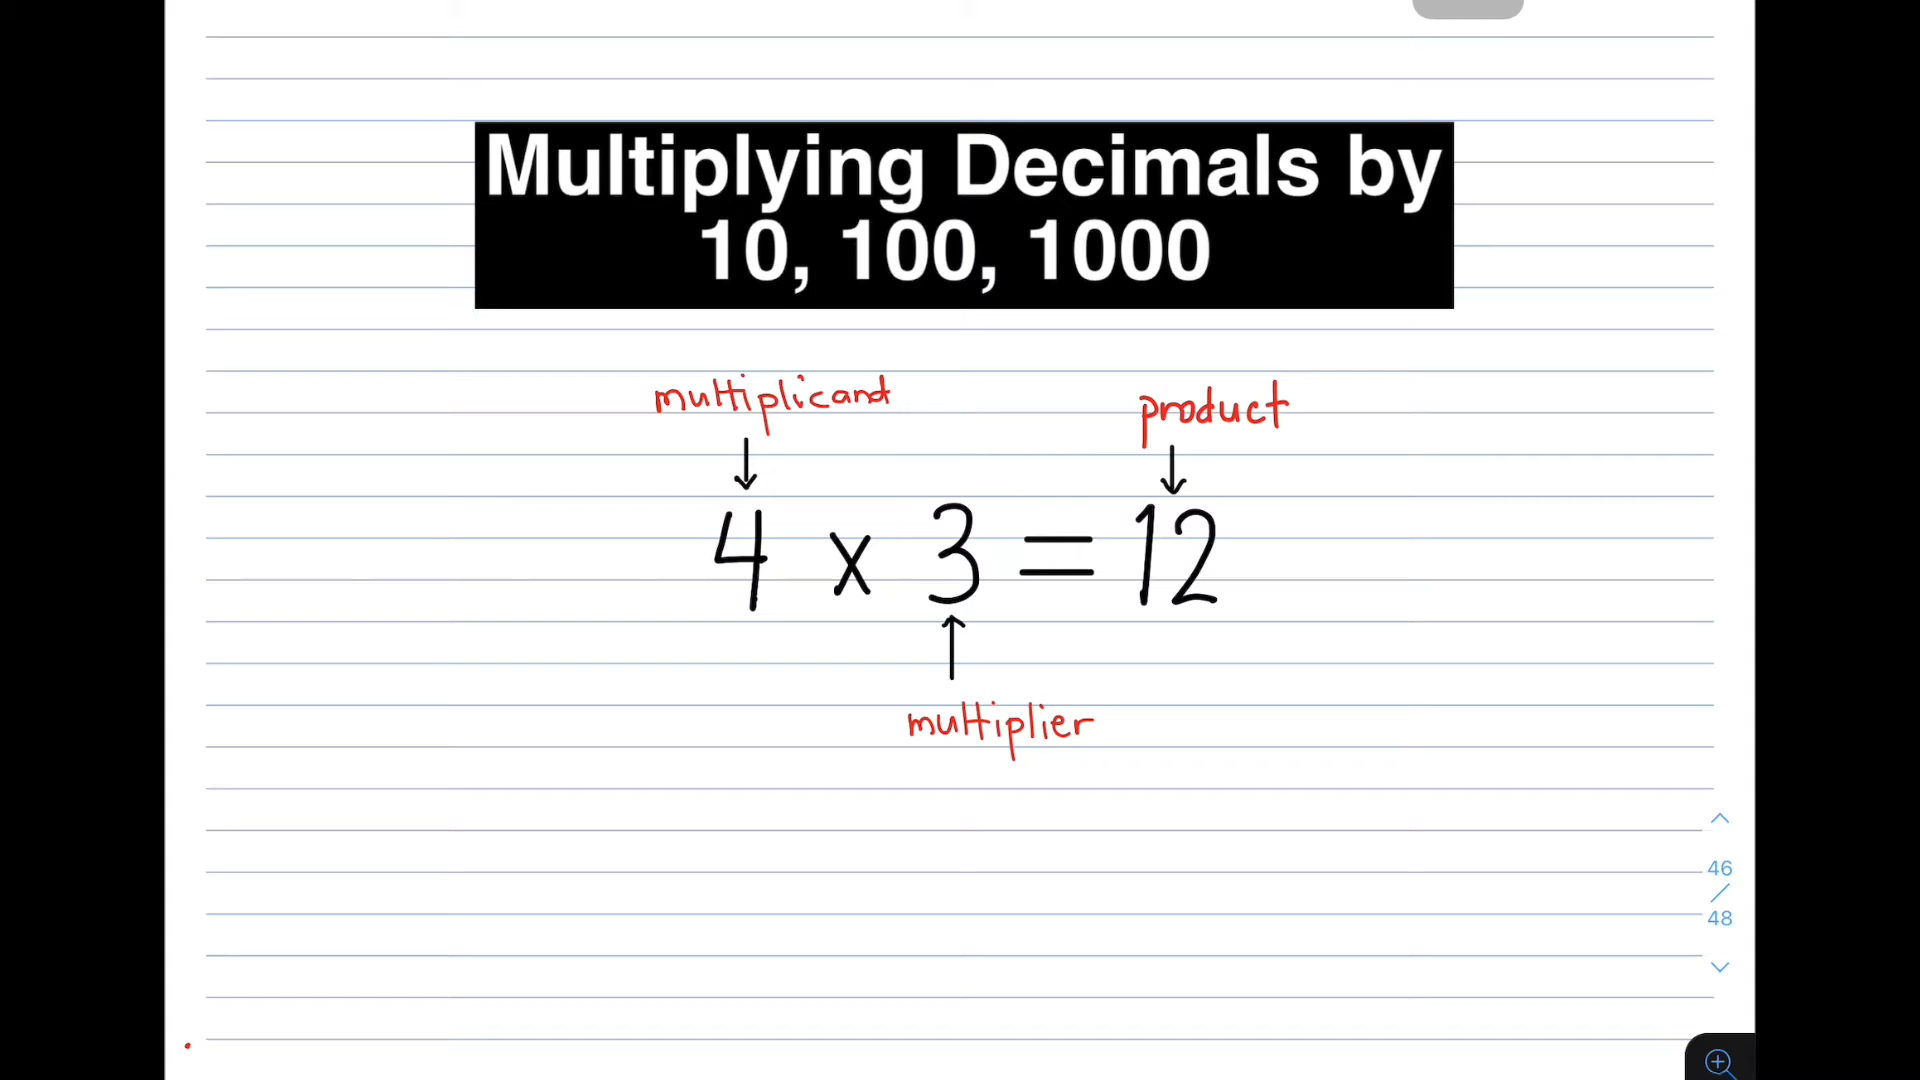 Multiplying Decimals by
10, 100, 1000
multiplicand
product
4 x 3 = 12
multiplier
46
/
48